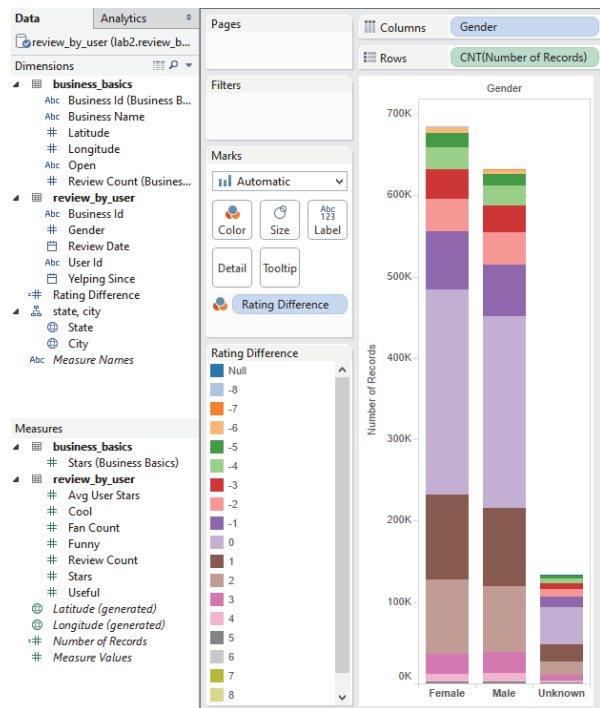 Data
Analytics
review_by_user (lab2.review_b...
Dimensions
business_basics
Abc Business Id (Business B...
Abc Business Name
# Latitude
# Longitude
Abc Open
# Review Count (Busines...
review_by_user
Abc Business Id
# Gender
Review Date
Abc User Id
Yelping Since
=# Rating Difference
state, city
State
City
Abc Measure Names
Measures
business_basics
# Stars (Business Basics)
review_by_user
# Avg User Stars
# Cool
# Fan Count
# Funny
# Review Count
# Stars
# Useful
Latitude (generated)
Longitude (generated)
=# Number of Records
# Measure Values
Pages
Filters
Marks
Automatic
Color
Size
Abc
123
Label
Detail
Tooltip
Rating Difference
Rating Difference
Null
-8
-7
-6
-5
-4
-3
-2
-1
0
1
2
3
4
5
6
7
8
Columns
Gender
Rows
CNT(Number of Records)
Gender
700K
600K
500K
400K
300K
200K
100K
0K
Number of Records
Female
Male
Unknown